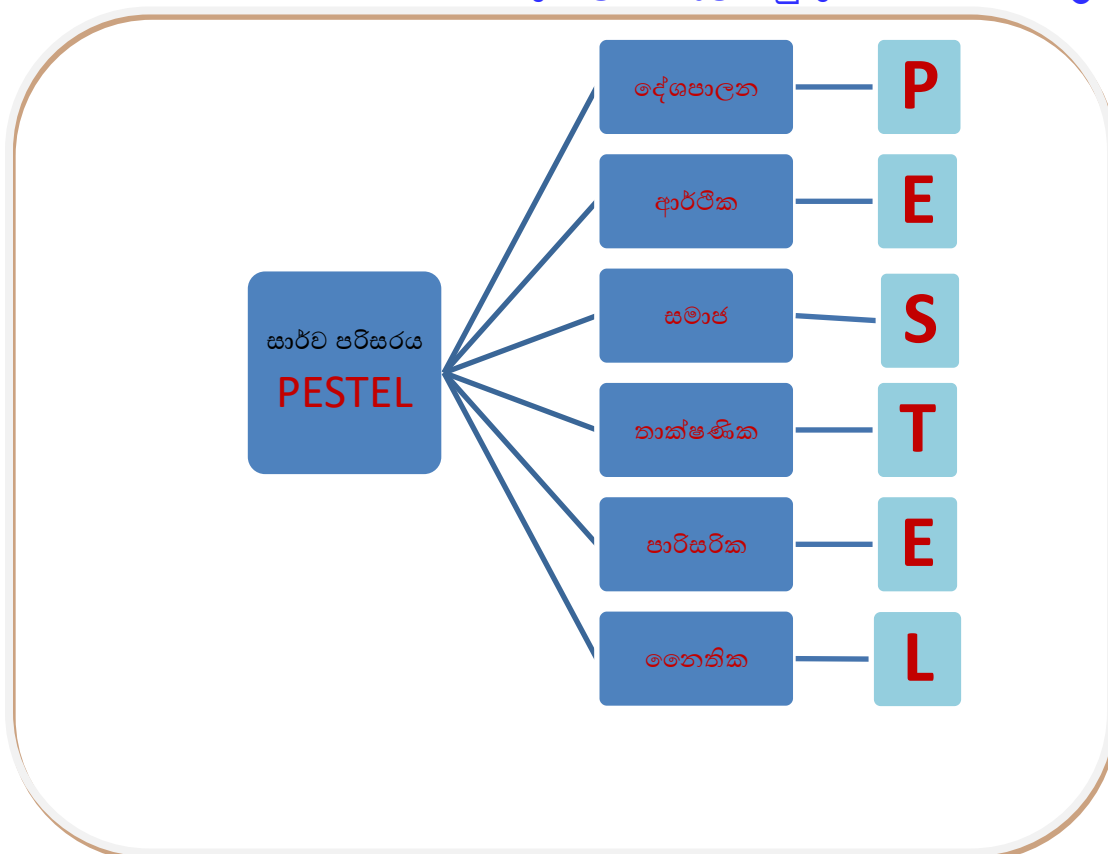 දේශපාලන P
ආර්ථික E
සමාජ S
සාර්ව පරිසරය
PESTEL
තාක්ෂණික T
පාරිසරික E
නෛතික L